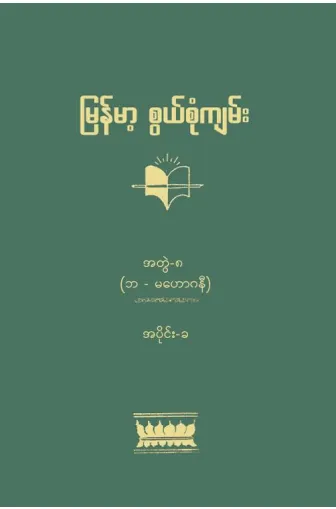 မြန်မာ့ စွယ်စုံကျမ်း
အတွဲ-၈
(ဘ - မဟောဂနီ)
အပိုင်း-ခ